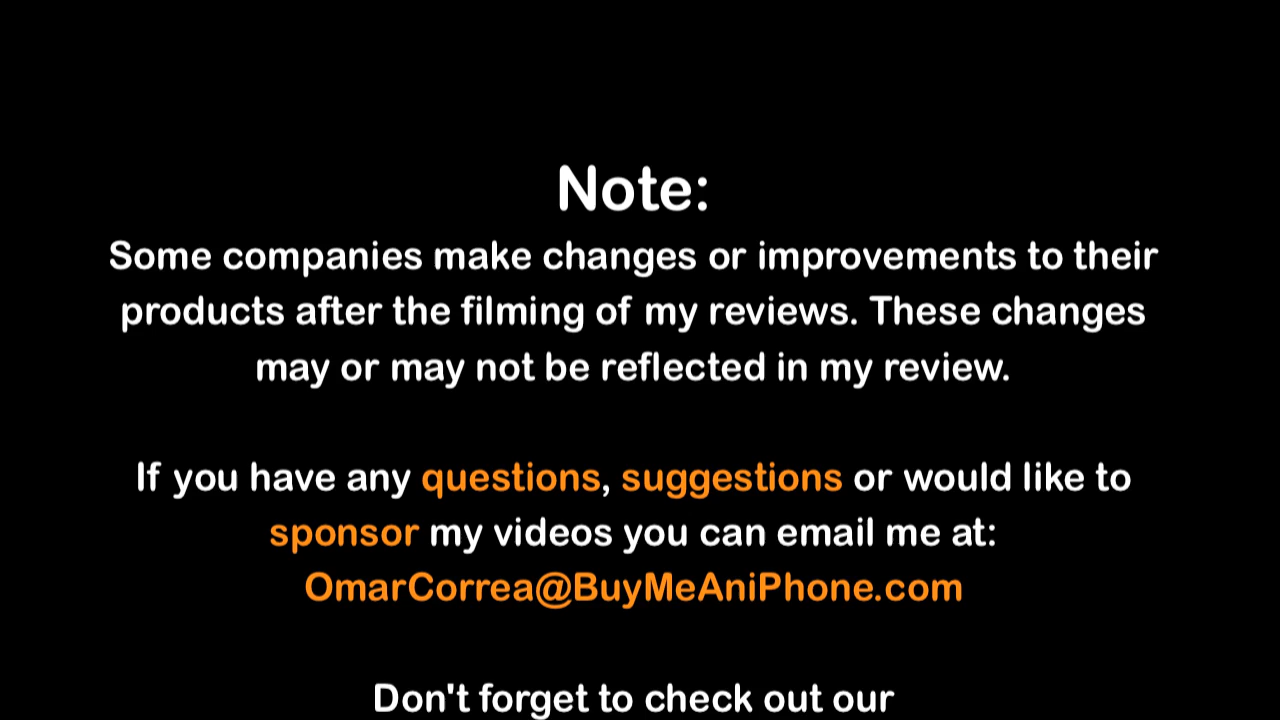 Note:
Some companies make changes or improvements to their
products after the filming of my reviews. These changes
may or may not be reflected in my review.
If you have any questions, suggestions or would like to
sponsor my videos you can email me at:
OmarCorrea@BuyMeAniPhone.com
Don't forget to check out our